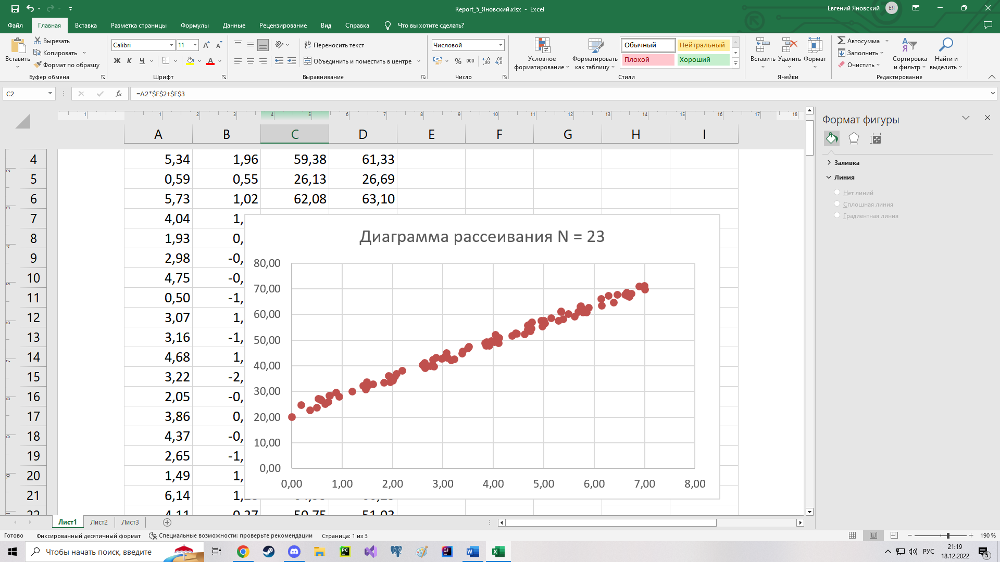 Report_5_Яновский.xlsx - Excel
Евгений Яновский
ЕЯ
Файл Главная Вставка Разметка страницы Формулы Данные Рецензирование Вид Справка Что вы хотите сделать?
Вставить
Вырезать
Копировать
Формат по образцу
Буфер обмена
Calibri 11
Ж К Ч
Шрифт
Переносить текст
Объединить и поместить в центре
Выравнивание
Числовой
% 000
Число
Условное форматирование
Форматировать как таблицу
Обычный Нейтральный
Плохой Хороший
Стили
Вставить Удалить Формат
Ячейки
Автосумма
Заполнить
Очистить
Сортировка и фильтр
Найти и выделить
Редактирование
C2
fx =A2*$F$2+$F$3
1 1 2 3 4 5 6 7 8 9 10 11 12 13 14 15 16 17 18
A B C D E F G H I
4 5,34 1,96 59,38 61,33
5 0,59 0,55 26,13 26,69
6 5,73 1,02 62,08 63,10
7 4,04 1,
8 1,93 0,
9 2,98 -0,
10 4,75 -0,
11 0,50 -1,
12 3,07 1,
13 3,16 -1,
14 4,68 1,
15 3,22 -2,
16 2,05 -0,
17 3,86 0,
18 4,37 -0,
19 2,65 -1,
20 1,49 1,
21 6,14 1,
22 4,11 0,27 50,75 51,03
Диаграмма рассеивания N = 23
80,00
70,00
60,00
50,00
40,00
30,00
20,00
10,00
0,00
0,00 1,00 2,00 3,00 4,00 5,00 6,00 7,00 8,00
Формат фигуры
Заливка
Линия
Нет линий
Сплошная линия
Градиентная линия
Лист1 Лист2 Лист3
Готово Фиксированный десятичный формат Специальные возможности: проверьте рекомендации Страница: 1 из 3
190 %
Чтобы начать поиск, введите
РУС
21:19
18.12.2022
5